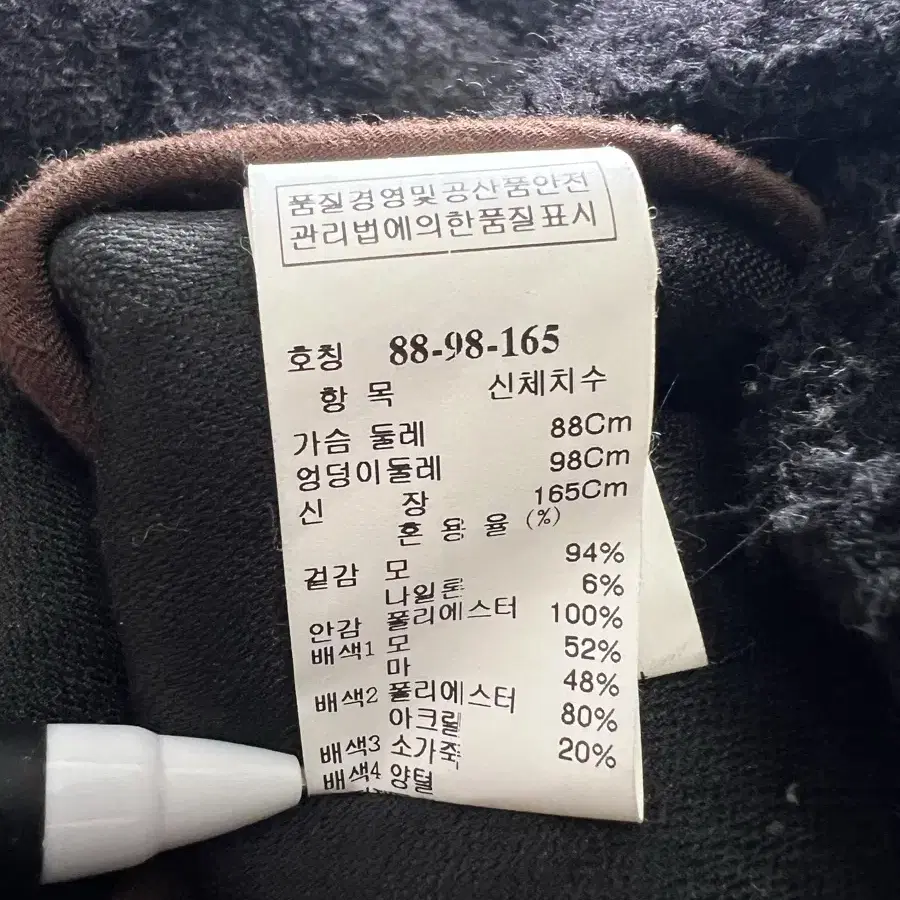 품질경영및공산품안전
관리법에의한품질표시
호칭 88-98-165
항 목 신체치수
가슴 둘레 88Cm
엉덩이둘레 98Cm
신 장 165Cm
혼 용 율 (%)
겉감 모 94%
나일론 6%
안감 폴리에스터 100%
배색1 모 52%
마 48%
배색2 폴리에스터 80%
아크릴 20%
배색3 소가죽
배색4 양털